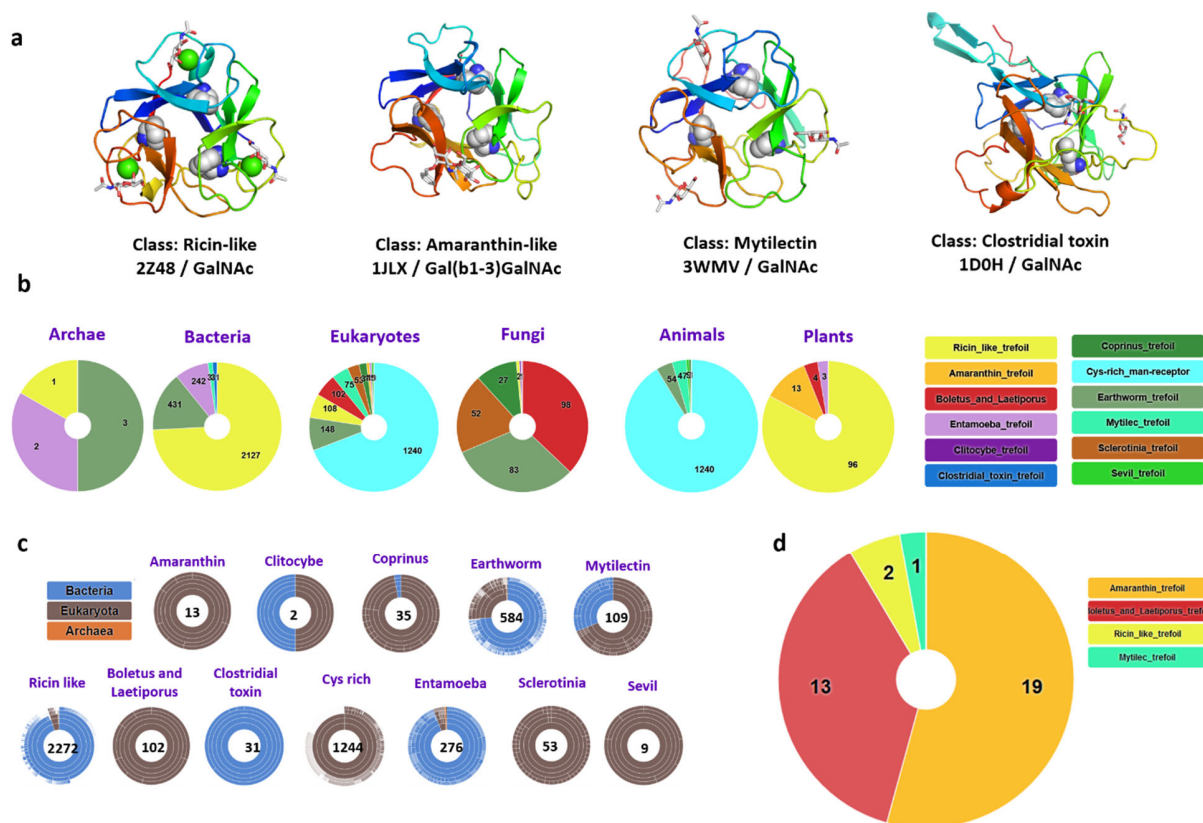 a
Class: Ricin-like
2Z48 / GalNAc
Class: Amaranthin-like
1JLX / Gal(b1-3)GalNAc
Class: Mytilectin
3WMV / GalNAc
Class: Clostridial toxin
1D0H / GalNAc
b
Archae
1
2
3
Bacteria
242
431
2127
Eukaryotes
75
102
108
148
1240
Fungi
2
27
52
98
83
Animals
54
47
1240
Plants
13
4
3
96
Ricin_like_trefoil
Amaranthin_trefoil
Boletus_and_Laetiporus
Entamoeba_trefoil
Clitocybe_trefoil
Clostridial_toxin_trefoil
Coprinus_trefoil
Cys-rich_man-receptor
Earthworm_trefoil
Mytilec_trefoil
Sclerotinia_trefoil
Sevil_trefoil
c
Bacteria
Eukaryota
Archaea
Amaranthin
13
Clitocybe
2
Coprinus
35
Earthworm
584
Mytilectin
109
Ricin like
2272
Boletus and
Laetiporus
102
Clostridial
toxin
31
Cys rich
1244
Entamoeba
276
Sclerotinia
53
Sevil
9
d
2
1
13
19
Amaranthin_trefoil
Boletus_and_Laetiporus_tref
Ricin_like_trefoil
Mytilec_trefoil